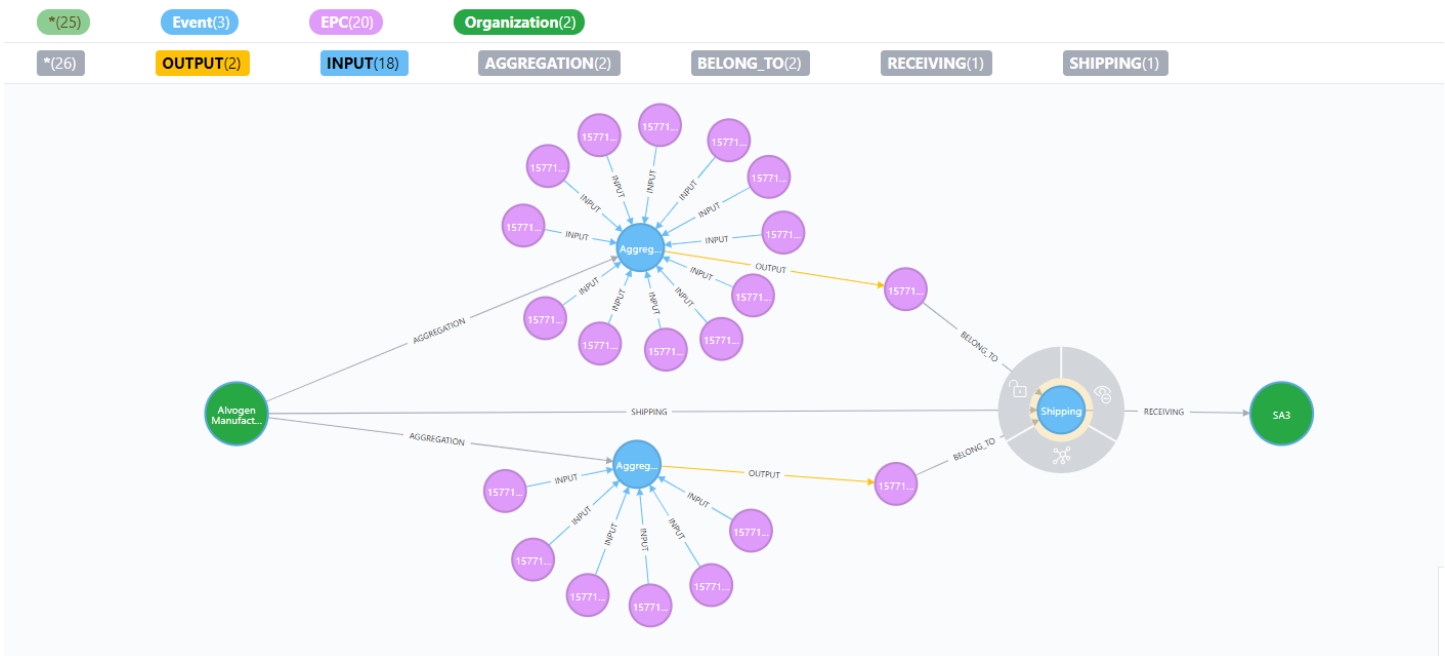 *(25) Event(3) EPC(20) Organization(2)
*(26) OUTPUT(2) INPUT(18) AGGREGATION(2) BELONG_TO(2) RECEIVING(1) SHIPPING(1)
15771...
15771...
15771...
15771...
15771...
INPUT
INPUT
INPUT
INPUT
INPUT
15771...
15771...
INPUT
INPUT
Aggreg...
OUTPUT
INPUT
15771...
15771...
INPUT
INPUT
INPUT
INPUT
15771...
15771...
15771...
15771...
AGGREGATION
BELONG_TO
Alvogen
Manufact...
SHIPPING
Shipping
RECEIVING
SA3
AGGREGATION
BELONG_TO
Aggreg...
OUTPUT
15771...
INPUT
15771...
INPUT
INPUT
INPUT
INPUT
INPUT
15771...
15771...
15771...
15771...
15771...